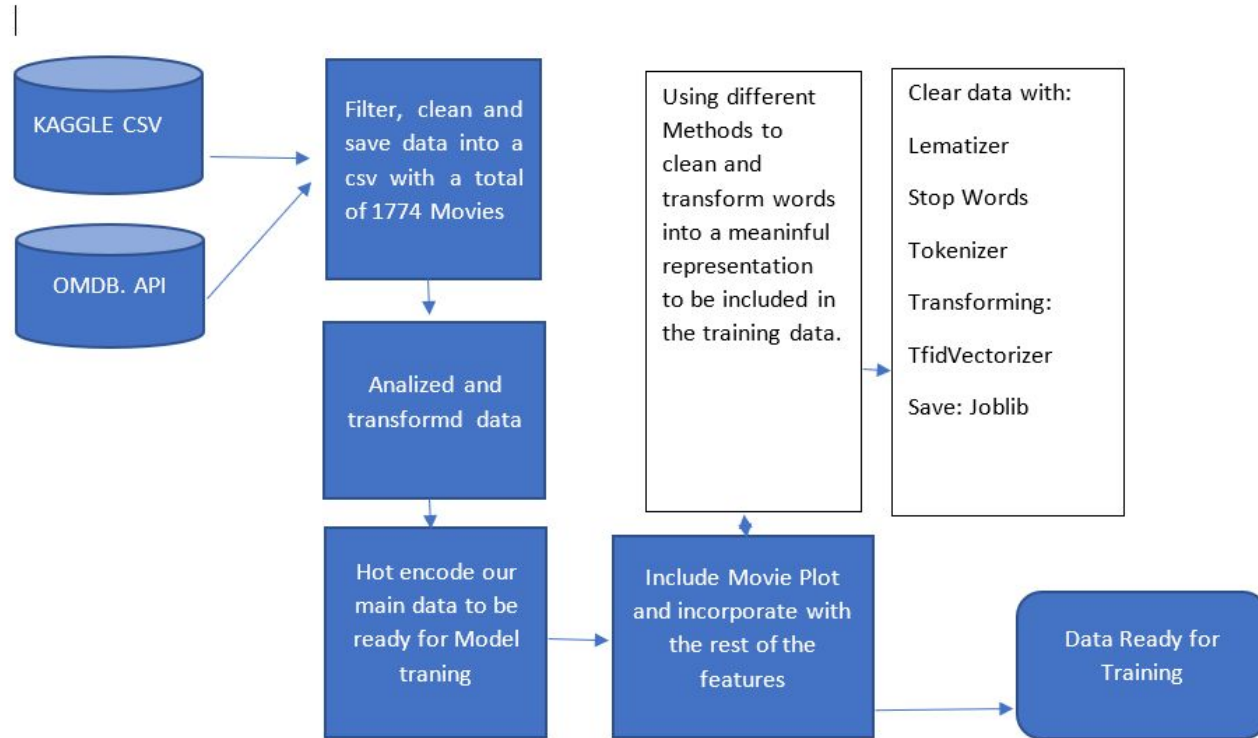 KAGGLE CSV
OMDB. API
Filter, clean and
save data into a
csv with a total
of 1774 Movies
Analized and
transformd data
Hot encode our
main data to be
ready for Model
traning
Include Movie Plot
and incorporate with
the rest of the
features
Using different
Methods to
clean and
transform words
into a meaninful
representation
to be included in
the training data.
Clear data with:
Lematizer
Stop Words
Tokenizer
Transforming:
TfidVectorizer
Save: Joblib
Data Ready for
Training